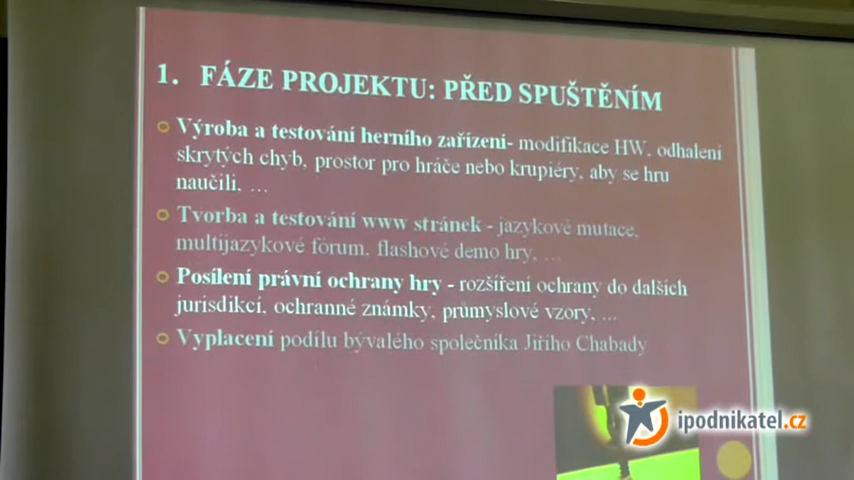 1. FÁZE PROJEKTU: PŘED SPUŠTĚNÍM
Výroba a testování herního zařízení- modifikace HW, odhalení
skrytých chyb, prostor pro hráče nebo krupiéry, aby se hru
naučili, ...
Tvorba a testování www stránek - jazykové mutace,
multijazykové fórum, flashové demo hry, ...
Posílení právní ochrany hry - rozšíření ochrany do dalších
jurisdikcí, ochranné známky, průmyslové vzory, ...
Vyplacení podílu bývalého společníka Jiřího Chabady
ipodnikatel.cz